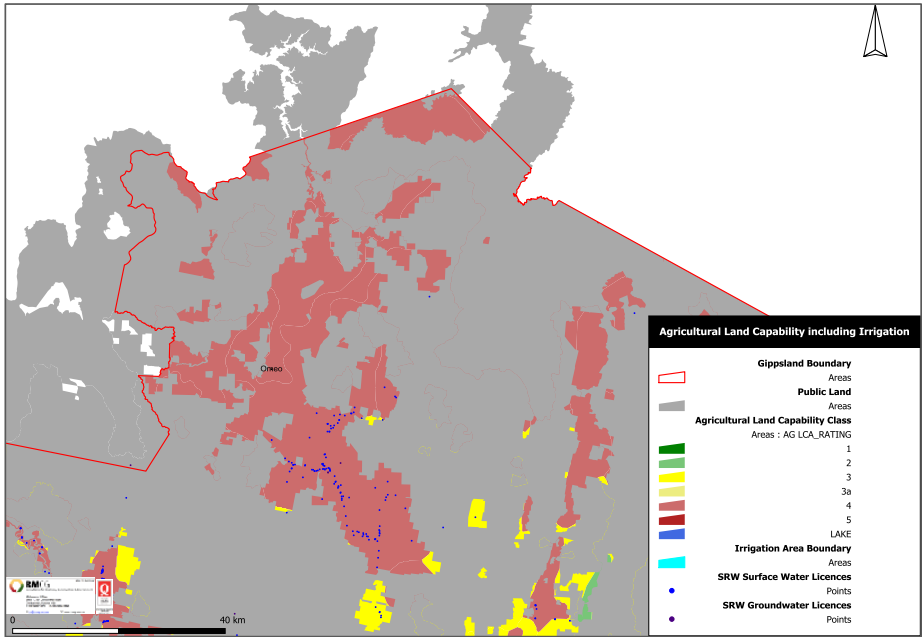 Omeo
Agricultural Land Capability including Irrigation
Gippsland Boundary
Areas
Public Land
Areas
Agricultural Land Capability Class
Areas : AG LCA_RATING
1
2
3
3a
4
5
LAKE
Irrigation Area Boundary
Areas
SRW Surface Water Licences
Points
SRW Groundwater Licences
Points
RM
Q
0
40 km